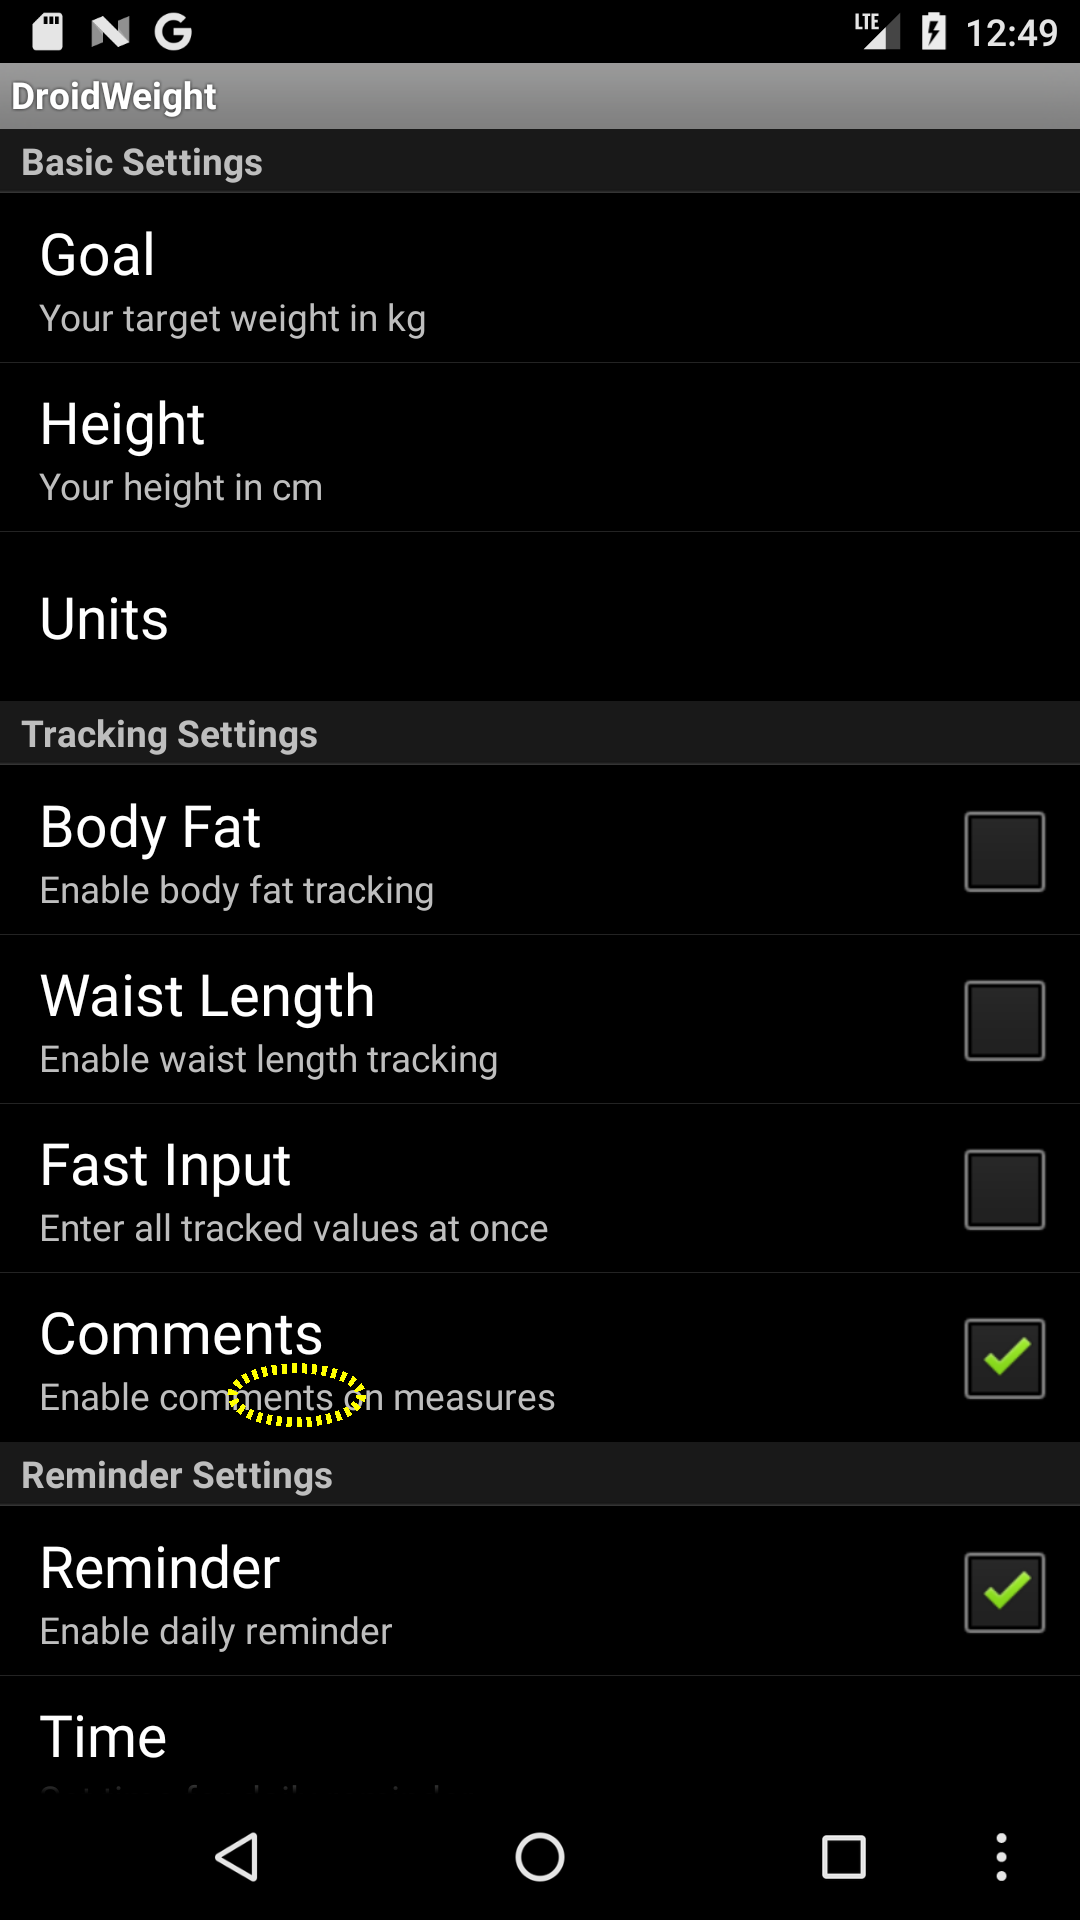 LTE 12:49
DroidWeight
Basic Settings
Goal
Your target weight in kg
Height
Your height in cm
Units
Tracking Settings
Body Fat
Enable body fat tracking
Waist Length
Enable waist length tracking
Fast Input
Enter all tracked values at once
Comments
Enable comments on measures
Reminder Settings
Reminder
Enable daily reminder
Time